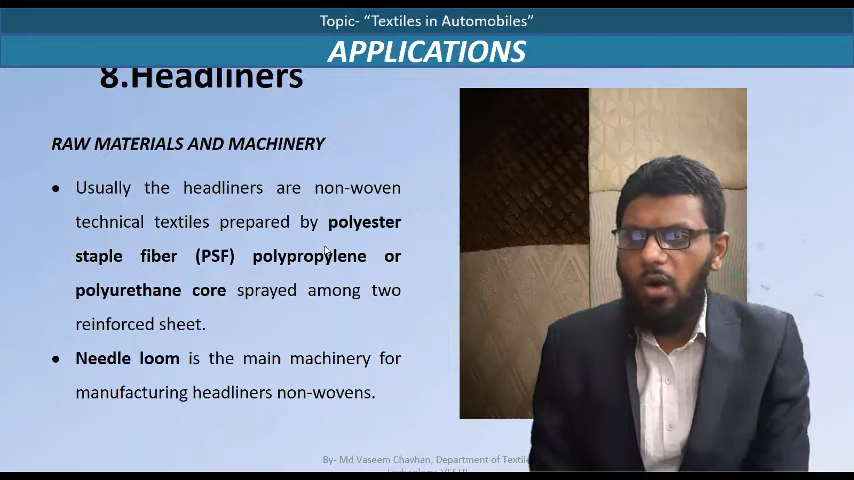 Topic- “Textiles in Automobiles”
APPLICATIONS
8.Headliners
RAW MATERIALS AND MACHINERY
• Usually the headliners are non-woven
technical textiles prepared by polyester
staple fiber (PSF) polypropylene or
polyurethane core sprayed among two
reinforced sheet.
• Needle loom is the main machinery for
manufacturing headliners non-wovens.
By- Md Vaseem Chavhan, Department of Textile